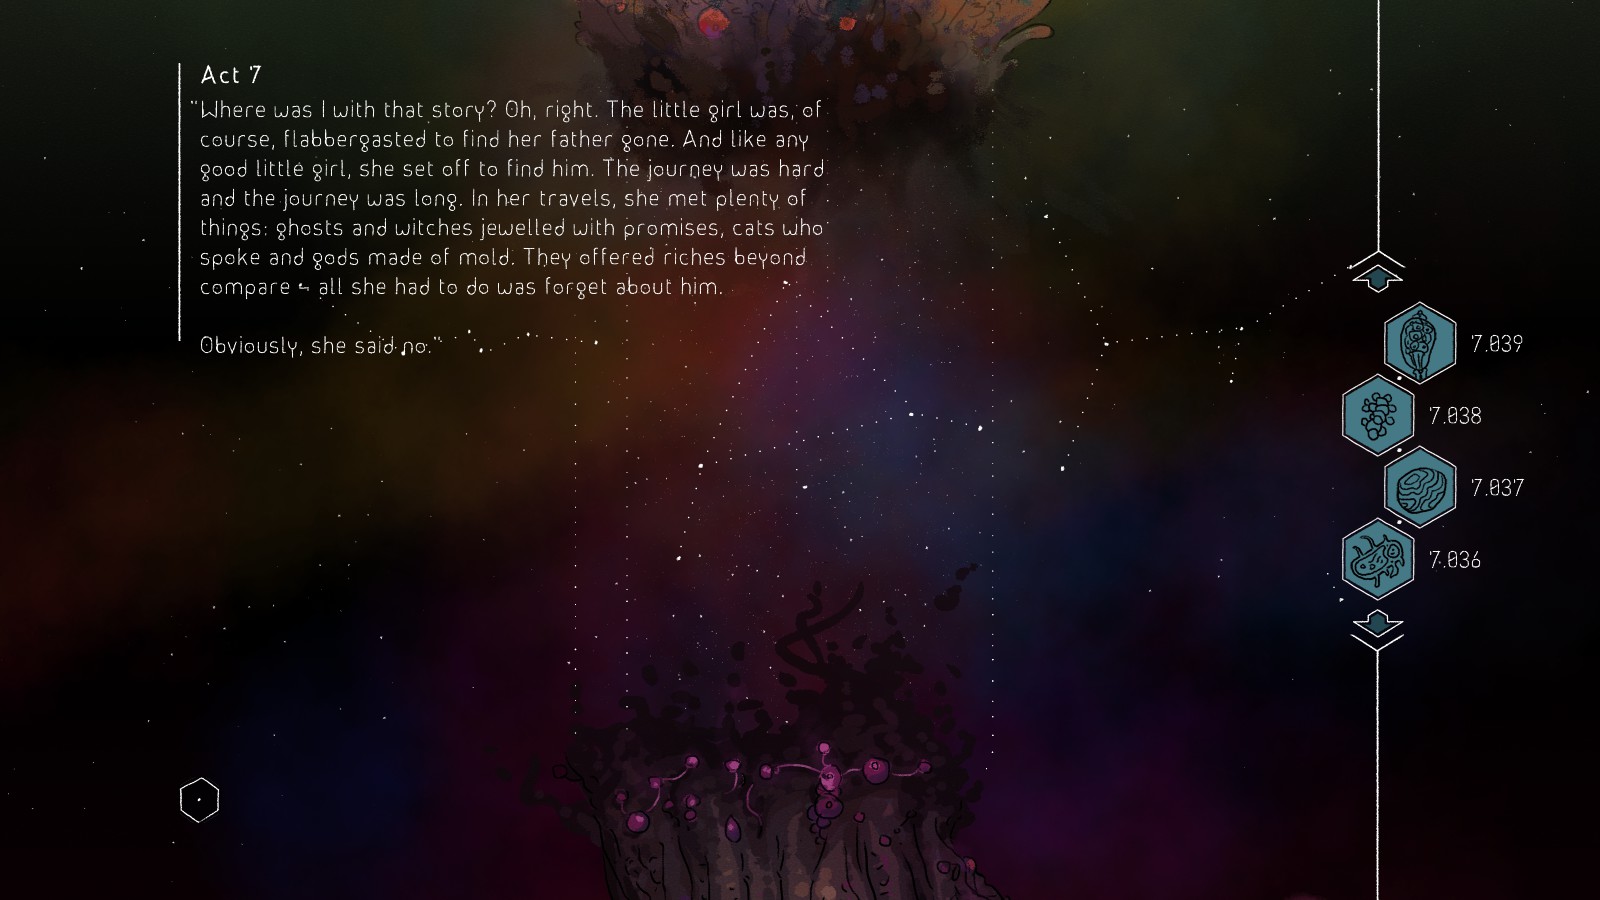 Act 7
"Where was I with that story? Oh, right. The little girl was, of
course, flabbergasted to find her father gone. And like any
good little girl, she set off to find him. The journey was hard
and the journey was long. In her travels, she met plenty of
things: ghosts and witches jewelled with promises, cats who
spoke and gods made of mold. They offered riches beyond
compare - all she had to do was forget about him.
Obviously, she said no."
7.039
7.038
7.037
7.036